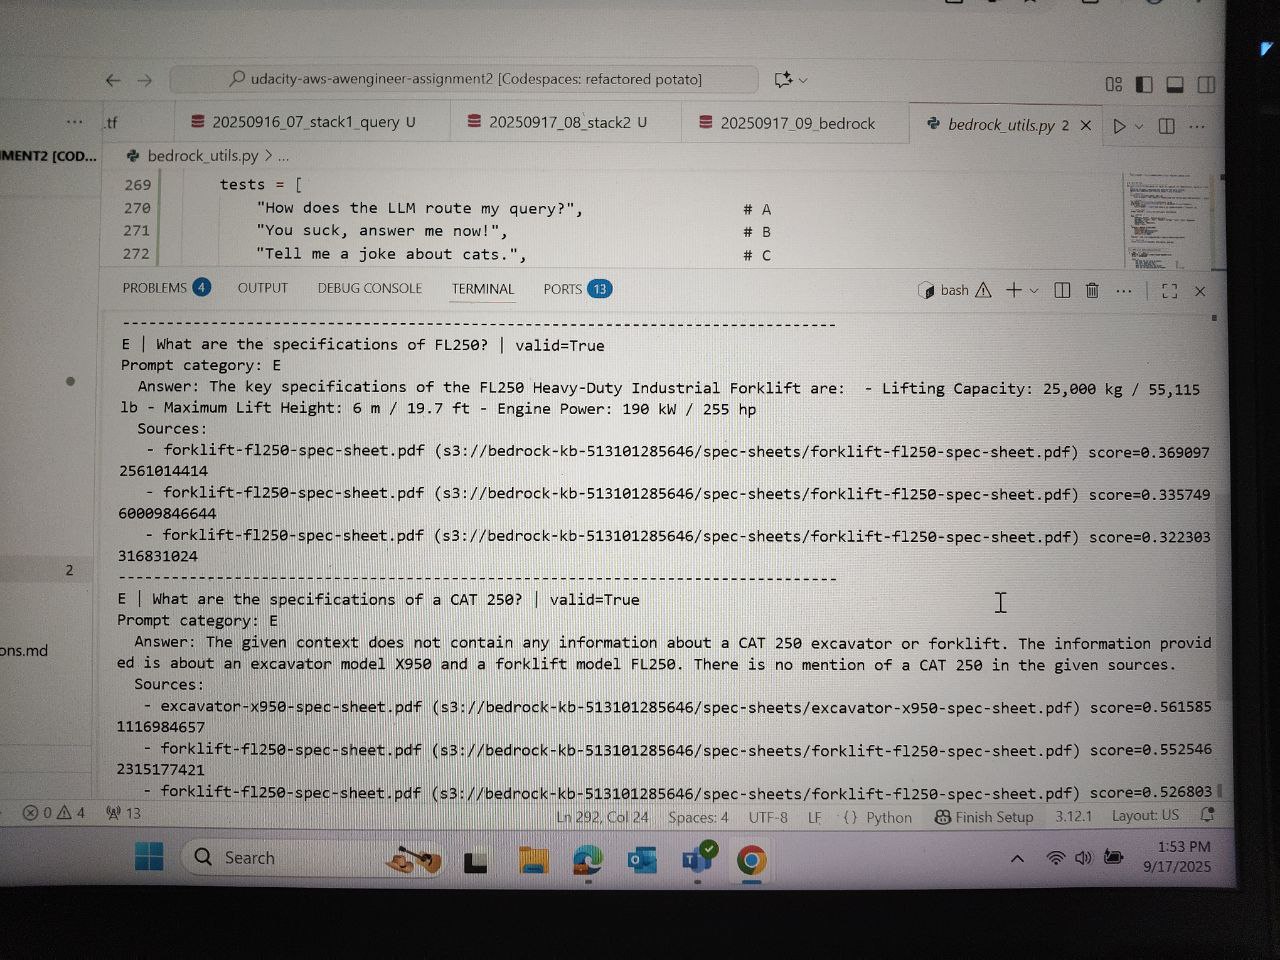 udacity-aws-awengineer-assignment2 [Codespaces: refactored potato]
.tf
20250916_07_stack1_query U
20250917_08_stack2 U
20250917_09_bedrock
bedrock_utils.py 2
MENT2 [COD...
bedrock_utils.py > ...
269 tests = [
270 "How does the LLM route my query?", # A
271 "You suck, answer me now!", # B
272 "Tell me a joke about cats.", # C
PROBLEMS 4 OUTPUT DEBUG CONSOLE TERMINAL PORTS 13 bash
--------------------------------------------------------------------------------
E | What are the specifications of FL250? | valid=True
Prompt category: E
Answer: The key specifications of the FL250 Heavy-Duty Industrial Forklift are: - Lifting Capacity: 25,000 kg / 55,115
lb - Maximum Lift Height: 6 m / 19.7 ft - Engine Power: 190 kW / 255 hp
Sources:
- forklift-fl250-spec-sheet.pdf (s3://bedrock-kb-513101285646/spec-sheets/forklift-fl250-spec-sheet.pdf) score=0.369097
2561014414
- forklift-fl250-spec-sheet.pdf (s3://bedrock-kb-513101285646/spec-sheets/forklift-fl250-spec-sheet.pdf) score=0.335749
60009846644
- forklift-fl250-spec-sheet.pdf (s3://bedrock-kb-513101285646/spec-sheets/forklift-fl250-spec-sheet.pdf) score=0.322303
316831024
--------------------------------------------------------------------------------
2
E | What are the specifications of a CAT 250? | valid=True
Prompt category: E
Answer: The given context does not contain any information about a CAT 250 excavator or forklift. The information provid
ons.md
ed is about an excavator model X950 and a forklift model FL250. There is no mention of a CAT 250 in the given sources.
Sources:
- excavator-x950-spec-sheet.pdf (s3://bedrock-kb-513101285646/spec-sheets/excavator-x950-spec-sheet.pdf) score=0.561585
1116984657
- forklift-fl250-spec-sheet.pdf (s3://bedrock-kb-513101285646/spec-sheets/forklift-fl250-spec-sheet.pdf) score=0.552546
2315177421
- forklift-fl250-spec-sheet.pdf (s3://bedrock-kb-513101285646/spec-sheets/forklift-fl250-spec-sheet.pdf) score=0.526803
0 4 13 Ln 292, Col 24 Spaces: 4 UTF-8 LF {} Python Finish Setup 3.12.1 Layout: US
Search
1:53 PM
9/17/2025